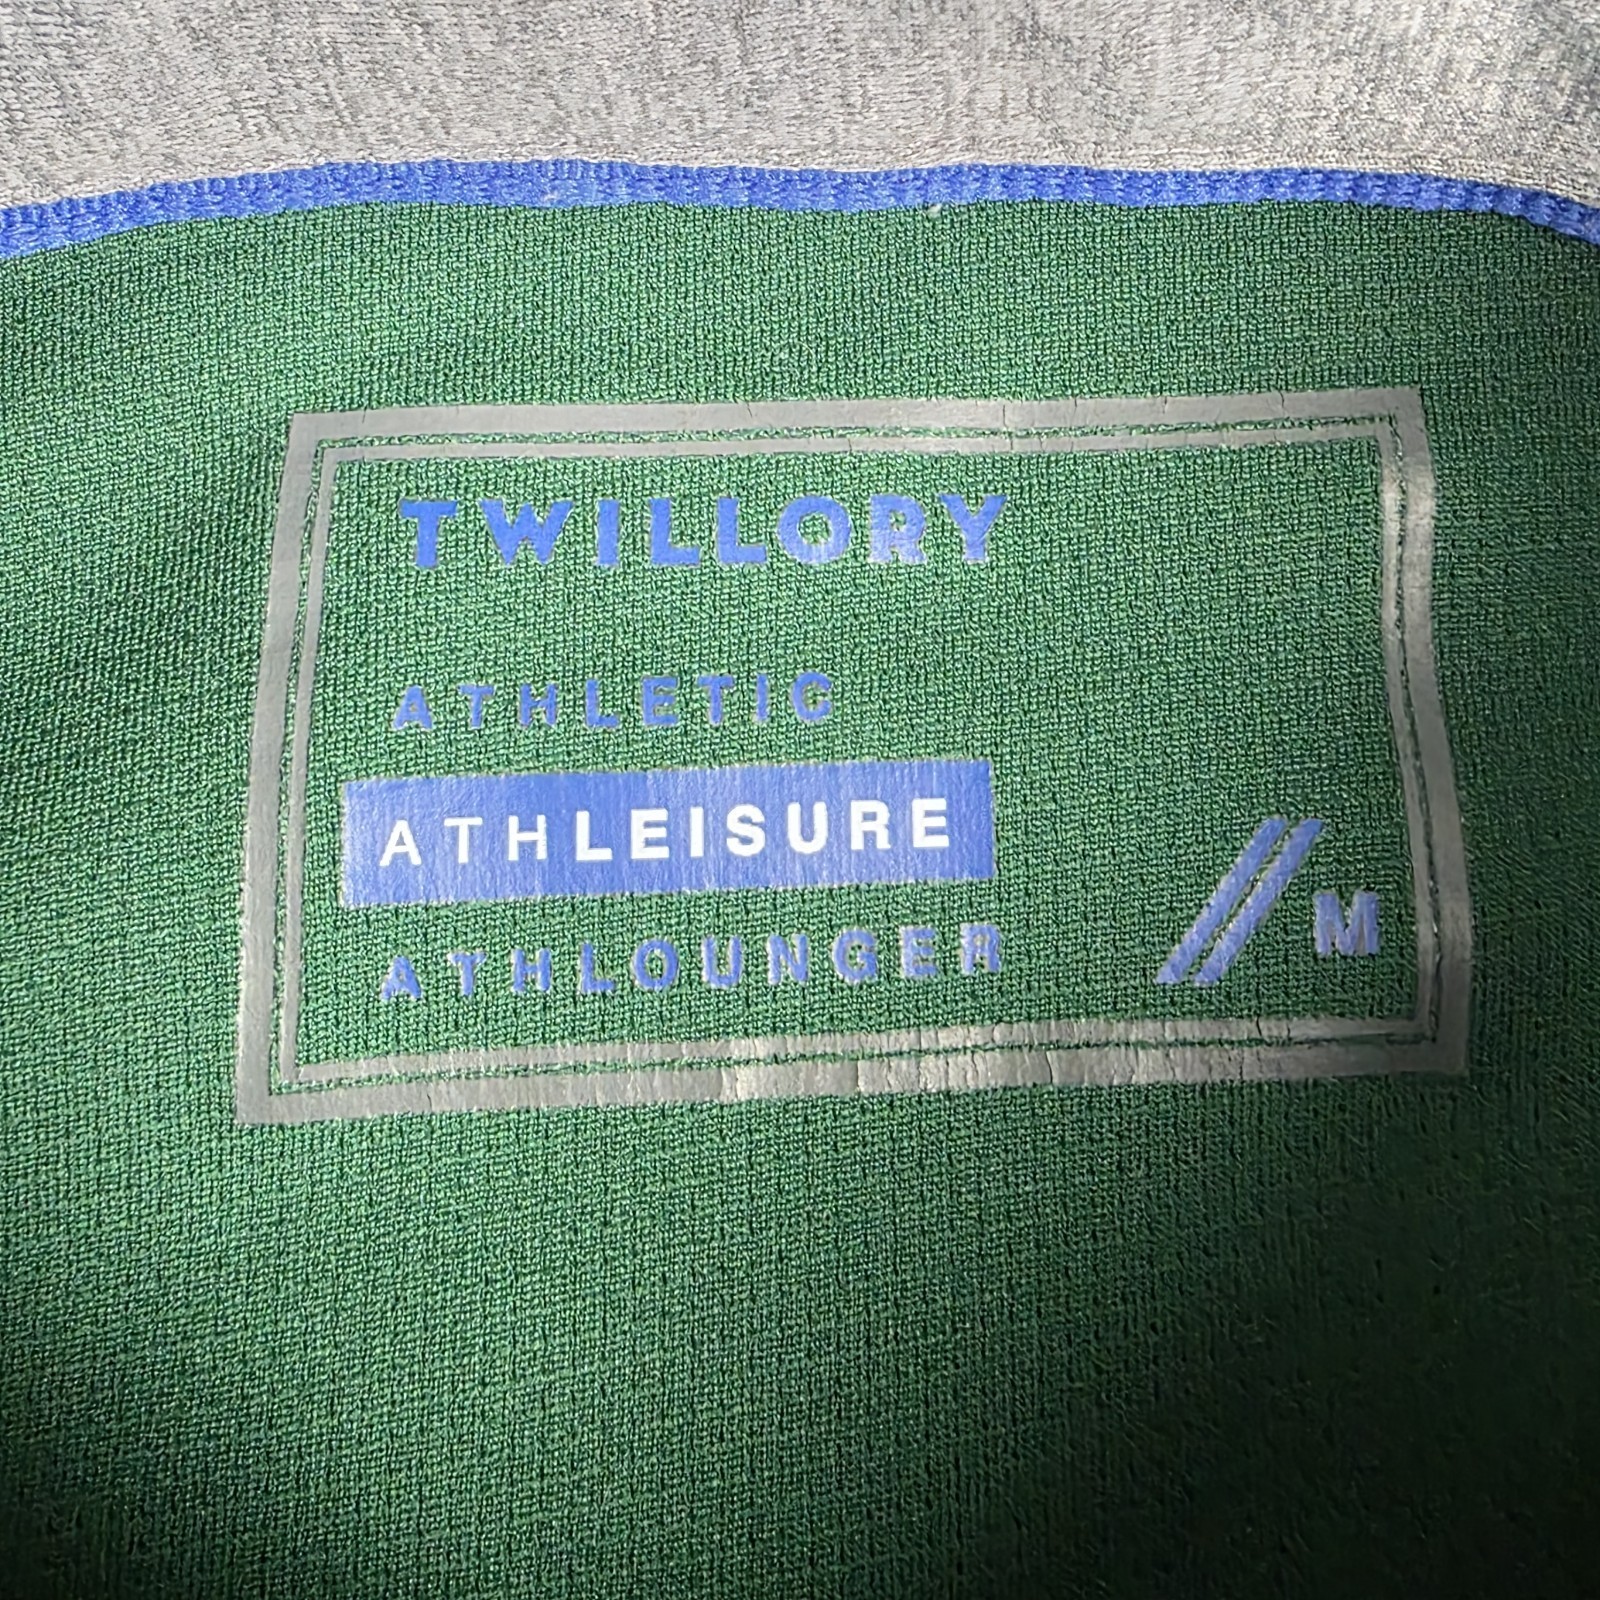 TWILLORY
ATHLETIC
ATHLEISURE
ATHLOUNGER
// M